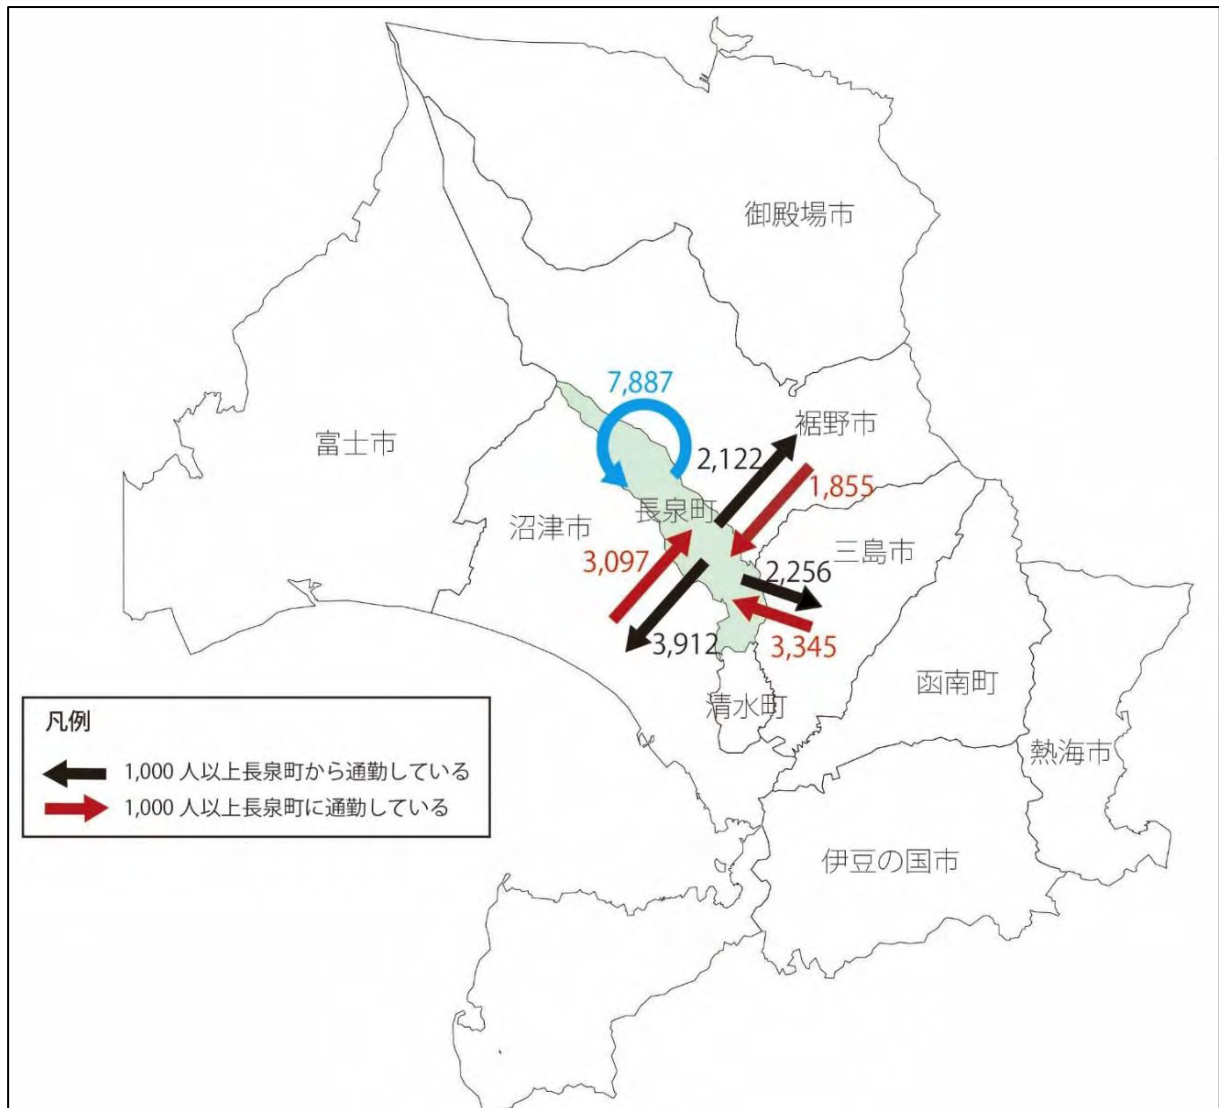 御殿場市
7,887
裾野市
富士市
2,122
1,855
長泉町
沼津市
三島市
3,097
2,256
3,912
3,345
函南町
清水町
熱海市
凡例
1,000 人以上長泉町から通勤している
1,000 人以上長泉町に通勤している
伊豆の国市